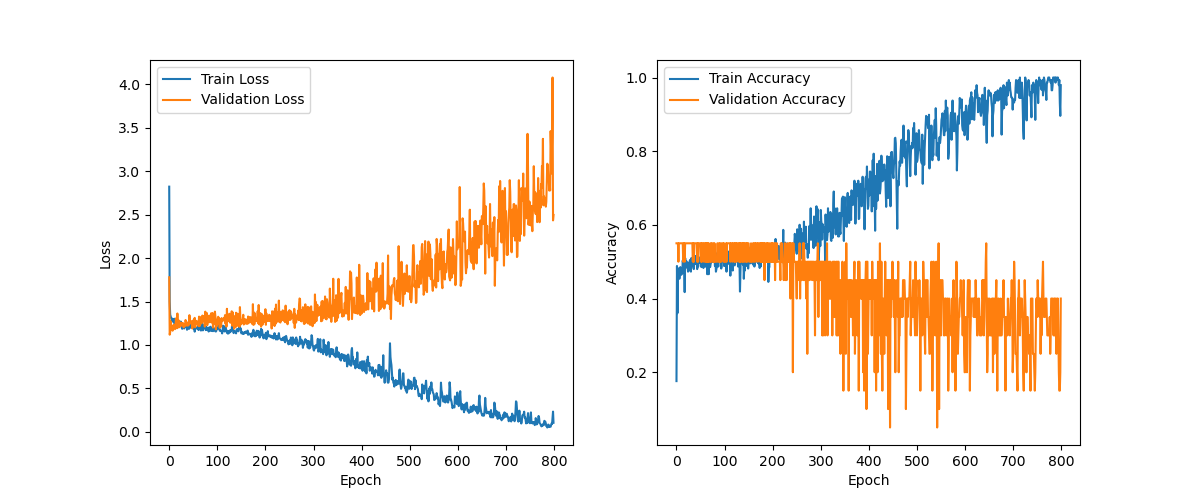 Train Loss
Validation Loss
4.0
3.5
3.0
2.5
2.0
1.5
1.0
0.5
0.0
Loss
0 100 200 300 400 500 600 700 800
Epoch
Train Accuracy
Validation Accuracy
1.0
0.8
0.6
0.4
0.2
Accuracy
0 100 200 300 400 500 600 700 800
Epoch